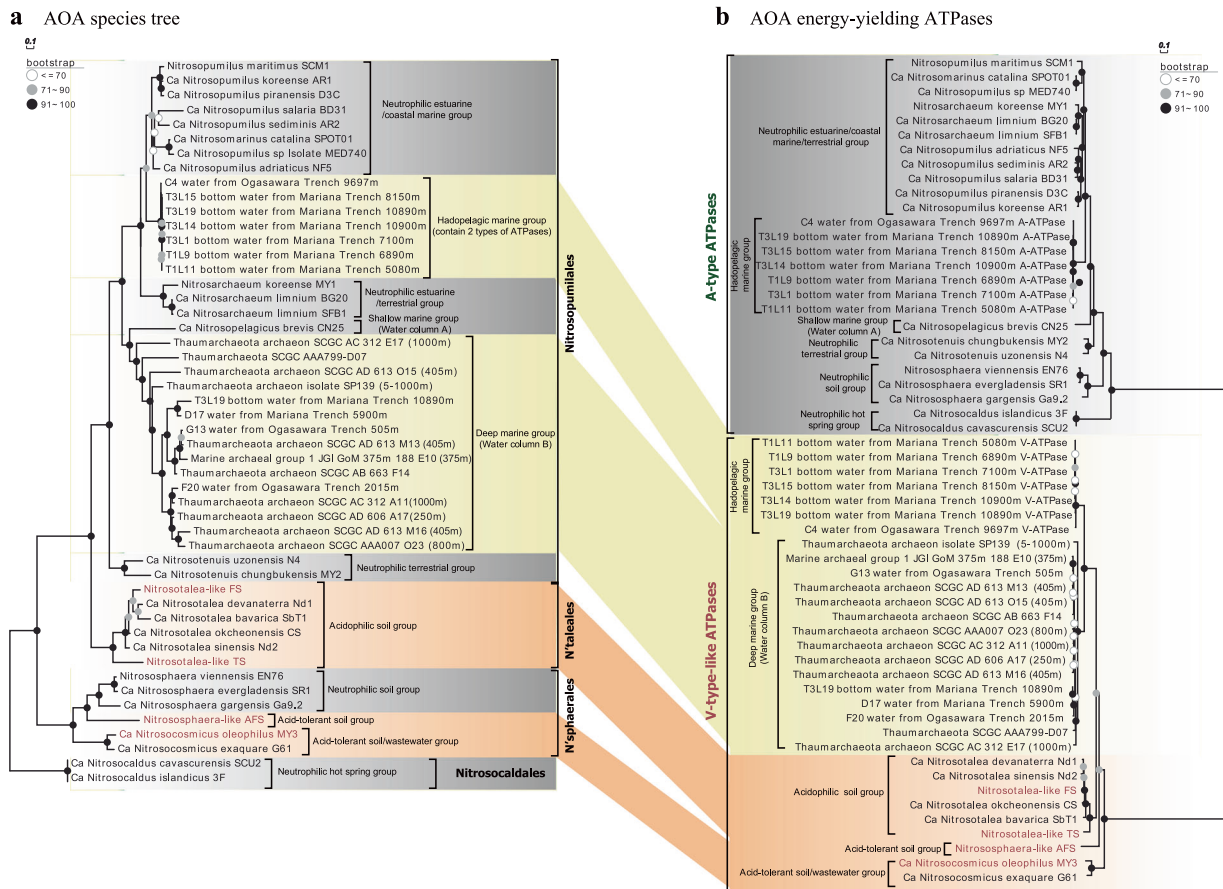 a AOA species tree
0.1
bootstrap
<=70
71~90
91~100
Nitrosopumilus maritimus SCM1
Ca Nitrosopumilus koreense AR1
Ca Nitrosopumilus piranensis D3C
Ca Nitrosopumilus salaria BD31
Ca Nitrosopumilus sediminis AR2
Ca Nitrosomarinus catalina SPOT01
Ca Nitrosopumilus sp Isolate MED740
Ca Nitrosopumilus adriaticus NF5
Neutrophilic estuarine
/coastal marine group
C4 water from Ogasawara Trench 9697m
T3L15 bottom water from Mariana Trench 8150m
T3L19 bottom water from Mariana Trench 10890m
T3L14 bottom water from Mariana Trench 10900m
T3L1 bottom water from Mariana Trench 7100m
T1L9 bottom water from Mariana Trench 6890m
T1L11 bottom water from Mariana Trench 5080m
Hadopelagic marine group
(contain 2 types of ATPases)
Nitrosarchaeum koreense MY1
Ca Nitrosarchaeum limnium BG20
Ca Nitrosarchaeum limnium SFB1
Neutrophilic estuarine
/terrestrial group
Ca Nitrosopelagicus brevis CN25
Shallow marine group
(Water column A)
Thaumarchaeota archaeon SCGC AC 312 E17 (1000m)
Thaumarchaeota archaeon SCGC AAA799-D07
Thaumarchaeota archaeon SCGC AD 613 O15 (405m)
Thaumarchaeota archaeon isolate SP139 (5-1000m)
T3L19 bottom water from Mariana Trench 10890m
D17 water from Mariana Trench 5900m
G13 water from Ogasawara Trench 505m
Thaumarchaeota archaeon SCGC AD 613 M13 (405m)
Marine archaeal group 1 JGI GoM 375m 188 E10 (375m)
Thaumarchaeota archaeon SCGC AB 663 F14
F20 water from Ogasawara Trench 2015m
Thaumarchaeota archaeon SCGC AC 312 A11(1000m)
Thaumarchaeota archaeon SCGC AD 606 A17(250m)
Thaumarchaeota archaeon SCGC AD 613 M16 (405m)
Thaumarchaeota archaeon SCGC AAA007 O23 (800m)
Deep marine group
(Water column B)
Ca Nitrosotenuis uzonensis N4
Ca Nitrosotenuis chungbukensis MY2
Neutrophilic terrestrial group
Nitrosopumilales
Nitrosotalea-like FS
Ca Nitrosotalea devanaterra Nd1
Ca Nitrosotalea bavarica SbT1
Ca Nitrosotalea okcheonensis CS
Ca Nitrosotalea sinensis Nd2
Nitrosotalea-like TS
Acidophilic soil group
N'taleales
Nitrososphaera viennensis EN76
Ca Nitrososphaera evergladensis SR1
Ca Nitrososphaera gargensis Ga9.2
Neutrophilic soil group
Nitrososphaera-like AFS
Acid-tolerant soil group
Ca Nitrosocosmicus oleophilus MY3
Ca Nitrosocosmicus exaquare G61
Acid-tolerant soil/wastewater group
N'sphaerales
Ca Nitrosocaldus cavascurensis SCU2
Ca Nitrosocaldus islandicus 3F
Neutrophilic hot spring group
Nitrosocaldales
b AOA energy-yielding ATPases
0.1
bootstrap
<=70
71~90
91~100
A-type ATPases
Nitrosopumilus maritimus SCM1
Ca Nitrosomarinus catalina SPOT01
Ca Nitrosopumilus sp MED740
Nitrosarchaeum koreense MY1
Ca Nitrosarchaeum limnium BG20
Ca Nitrosarchaeum limnium SFB1
Ca Nitrosopumilus adriaticus NF5
Ca Nitrosopumilus sediminis AR2
Ca Nitrosopumilus salaria BD31
Ca Nitrosopumilus piranensis D3C
Ca Nitrosopumilus koreense AR1
Neutrophilic estuarine/coastal
marine/terrestrial group
C4 water from Ogasawara Trench 9697m A-ATPase
T3L19 bottom water from Mariana Trench 10890m A-ATPase
T3L15 bottom water from Mariana Trench 8150m A-ATPase
T3L14 bottom water from Mariana Trench 10900m A-ATPase
T1L9 bottom water from Mariana Trench 6890m A-ATPase
T3L1 bottom water from Mariana Trench 7100m A-ATPase
T1L11 bottom water from Mariana Trench 5080m A-ATPase
Hadopelagic
marine group
Shallow marine group
(Water column A)
Ca Nitrosopelagicus brevis CN25
Neutrophilic
terrestrial group
Ca Nitrosotenuis chungbukensis MY2
Ca Nitrosotenuis uzonensis N4
Neutrophilic
soil group
Nitrososphaera viennensis EN76
Ca Nitrososphaera evergladensis SR1
Ca Nitrososphaera gargensis Ga9.2
Neutrophilic hot
spring group
Ca Nitrosocaldus islandicus 3F
Ca Nitrosocaldus cavascurensis SCU2
V-type-like ATPases
T1L11 bottom water from Mariana Trench 5080m V-ATPase
T1L9 bottom water from Mariana Trench 6890m V-ATPase
T3L1 bottom water from Mariana Trench 7100m V-ATPase
T3L15 bottom water from Mariana Trench 8150m V-ATPase
T3L14 bottom water from Mariana Trench 10900m V-ATPase
T3L19 bottom water from Mariana Trench 10890m V-ATPase
C4 water from Ogasawara Trench 9697m V-ATPase
Hadopelagic
marine group
Thaumarchaeota archaeon isolate SP139 (5-1000m)
Marine archaeal group 1 JGI GoM 375m 188 E10 (375m)
G13 water from Ogasawara Trench 505m
Thaumarchaeota archaeon SCGC AD 613 M13 (405m)
Thaumarchaeota archaeon SCGC AD 613 O15 (405m)
Thaumarchaeota archaeon SCGC AB 663 F14
Thaumarchaeota archaeon SCGC AAA007 O23 (800m)
Thaumarchaeota archaeon SCGC AC 312 A11 (1000m)
Thaumarchaeota archaeon SCGC AD 606 A17 (250m)
Thaumarchaeota archaeon SCGC AD 613 M16 (405m)
T3L19 bottom water from Mariana Trench 10890m
D17 water from Mariana Trench 5900m
F20 water from Ogasawara Trench 2015m
Thaumarchaeota archaeon SCGC AAA799-D07
Thaumarchaeota archaeon SCGC AC 312 E17 (1000m)
Deep marine group
(Water column B)
Ca Nitrosotalea devanaterra Nd1
Ca Nitrosotalea sinensis Nd2
Nitrosotalea-like FS
Ca Nitrosotalea okcheonensis CS
Ca Nitrosotalea bavarica SbT1
Nitrosotalea-like TS
Acidophilic soil group
Acid-tolerant soil group
Nitrososphaera-like AFS
Acid-tolerant soil/wastewater group
Ca Nitrosocosmicus oleophilus MY3
Ca Nitrosocosmicus exaquare G61